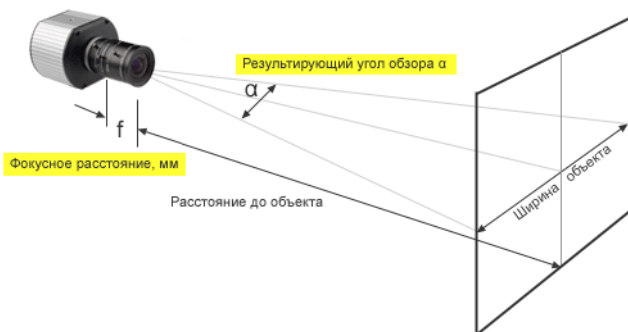 Результирующий угол обзора α
α
f
Фокусное расстояние, мм
Расстояние до объекта
Ширина объекта